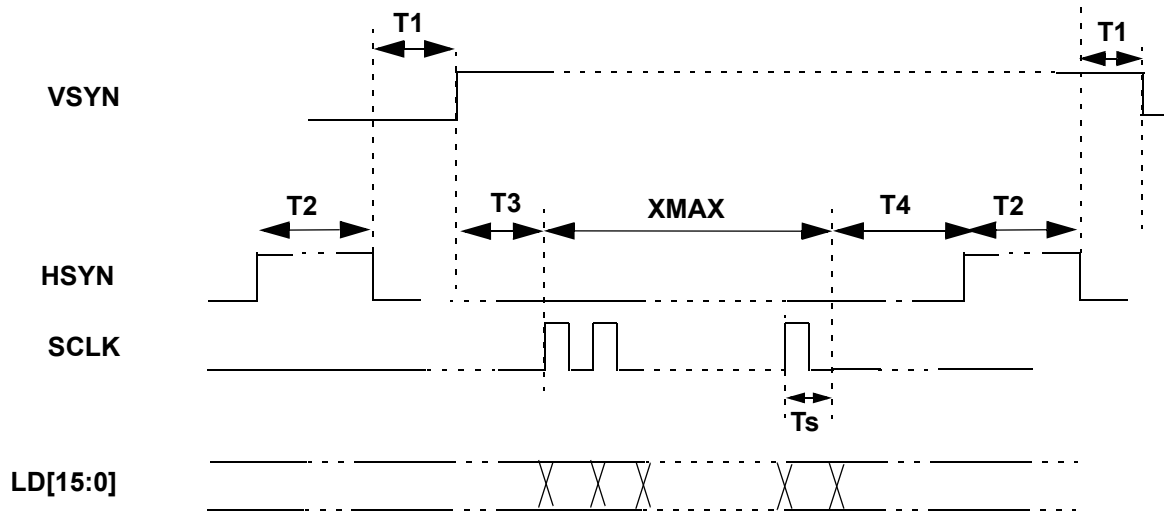 T1
T1
VSYN
T2
T3
XMAX
T4
T2
HSYN
SCLK
Ts
LD[15:0]